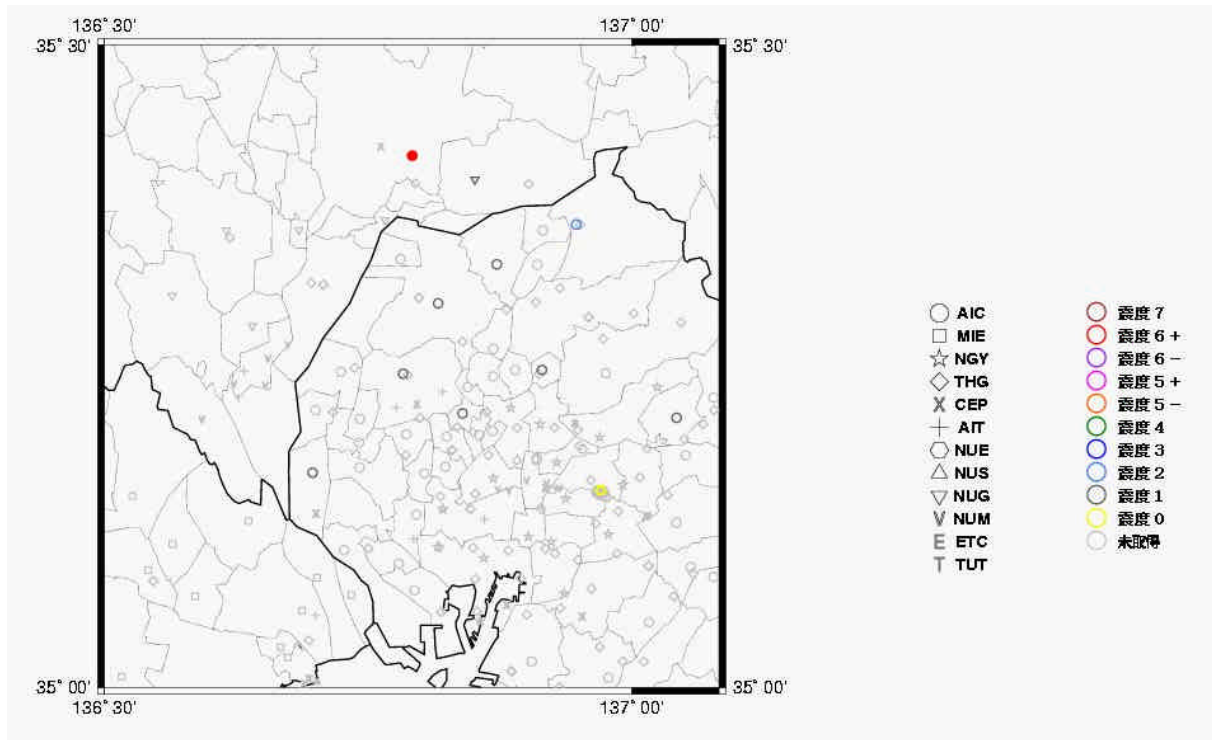 136° 30'
137° 00'
35° 30'
35° 30'
AIC
MIE
NGY
THG
CEP
AIT
NUE
NUS
NUG
NUM
ETC
TUT
震度 7
震度 6 +
震度 6 −
震度 5 +
震度 5 −
震度 4
震度 3
震度 2
震度 1
震度 0
未取得
35° 00'
35° 00'
136° 30'
137° 00'